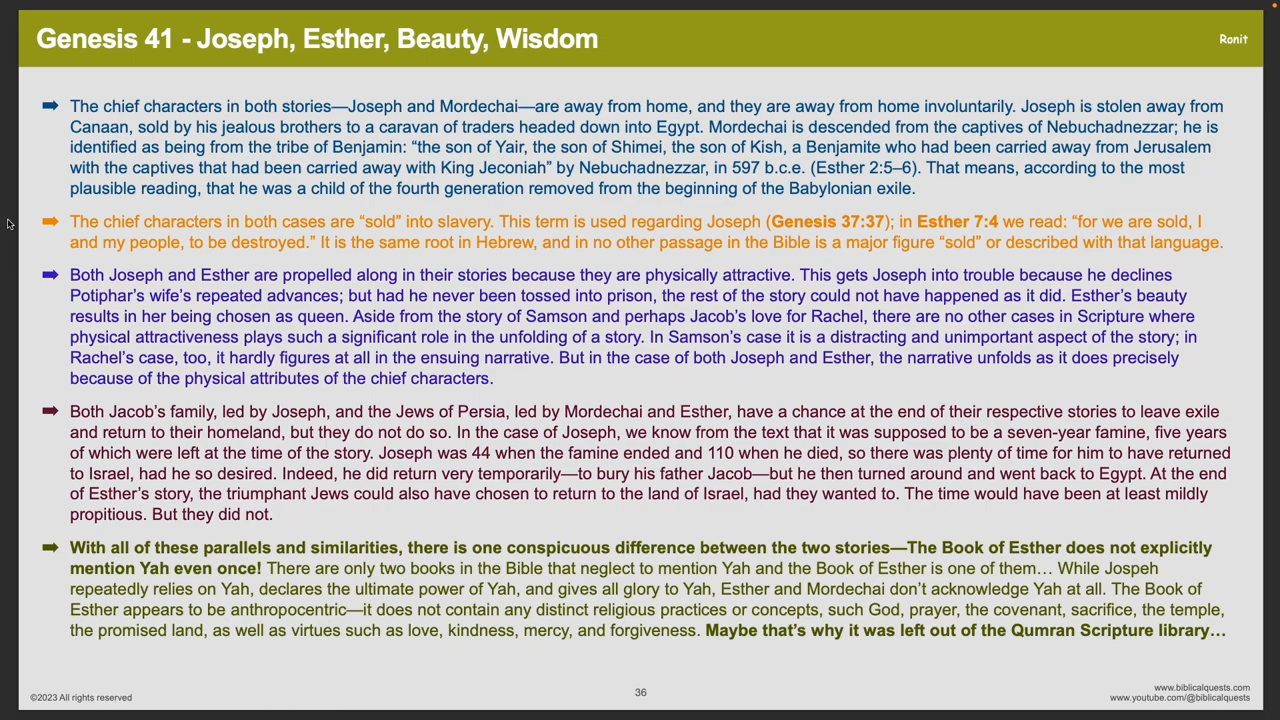 Genesis 41 - Joseph, Esther, Beauty, Wisdom
Ronit
➡ The chief characters in both stories—Joseph and Mordechai—are away from home, and they are away from home involuntarily. Joseph is stolen away from
Canaan, sold by his jealous brothers to a caravan of traders headed down into Egypt. Mordechai is descended from the captives of Nebuchadnezzar; he is
identified as being from the tribe of Benjamin: “the son of Yair, the son of Shimei, the son of Kish, a Benjamite who had been carried away from Jerusalem
with the captives that had been carried away with King Jeconiah” by Nebuchadnezzar, in 597 b.c.e. (Esther 2:5–6). That means, according to the most
plausible reading, that he was a child of the fourth generation removed from the beginning of the Babylonian exile.
➡ The chief characters in both cases are “sold” into slavery. This term is used regarding Joseph (Genesis 37:37); in Esther 7:4 we read: “for we are sold, I
and my people, to be destroyed.” It is the same root in Hebrew, and in no other passage in the Bible is a major figure “sold” or described with that language.
➡ Both Joseph and Esther are propelled along in their stories because they are physically attractive. This gets Joseph into trouble because he declines
Potiphar’s wife’s repeated advances; but had he never been tossed into prison, the rest of the story could not have happened as it did. Esther’s beauty
results in her being chosen as queen. Aside from the story of Samson and perhaps Jacob’s love for Rachel, there are no other cases in Scripture where
physical attractiveness plays such a significant role in the unfolding of a story. In Samson’s case it is a distracting and unimportant aspect of the story; in
Rachel’s case, too, it hardly figures at all in the ensuing narrative. But in the case of both Joseph and Esther, the narrative unfolds as it does precisely
because of the physical attributes of the chief characters.
➡ Both Jacob’s family, led by Joseph, and the Jews of Persia, led by Mordechai and Esther, have a chance at the end of their respective stories to leave exile
and return to their homeland, but they do not do so. In the case of Joseph, we know from the text that it was supposed to be a seven-year famine, five years
of which were left at the time of the story. Joseph was 44 when the famine ended and 110 when he died, so there was plenty of time for him to have returned
to Israel, had he so desired. Indeed, he did return very temporarily—to bury his father Jacob—but he then turned around and went back to Egypt. At the end
of Esther’s story, the triumphant Jews could also have chosen to return to the land of Israel, had they wanted to. The time would have been at least mildly
propitious. But they did not.
➡ With all of these parallels and similarities, there is one conspicuous difference between the two stories—The Book of Esther does not explicitly
mention Yah even once! There are only two books in the Bible that neglect to mention Yah and the Book of Esther is one of them… While Jospeh
repeatedly relies on Yah, declares the ultimate power of Yah, and gives all glory to Yah, Esther and Mordechai don’t acknowledge Yah at all. The Book of
Esther appears to be anthropocentric—it does not contain any distinct religious practices or concepts, such God, prayer, the covenant, sacrifice, the temple,
the promised land, as well as virtues such as love, kindness, mercy, and forgiveness. Maybe that’s why it was left out of the Qumran Scripture library…
©2023 All rights reserved
36
www.biblicalquests.com
www.youtube.com/@biblicalquests